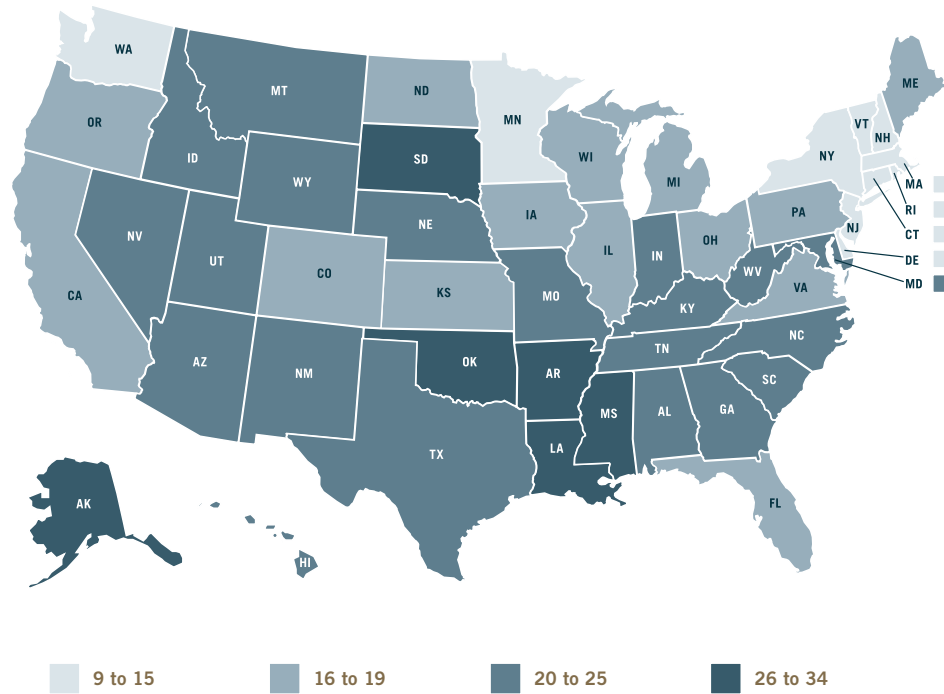 WA
MT
ND
MN
ME
OR
ID
SD
WI
VT
NH
NY
WY
MI
MA
NE
IA
PA
RI
NV
UT
CO
IL
IN
OH
NJ
CT
KS
MO
WV
DE
CA
KY
VA
MD
AZ
NM
OK
AR
TN
NC
SC
TX
LA
MS
AL
GA
AK
FL
HI
9 to 15
16 to 19
20 to 25
26 to 34